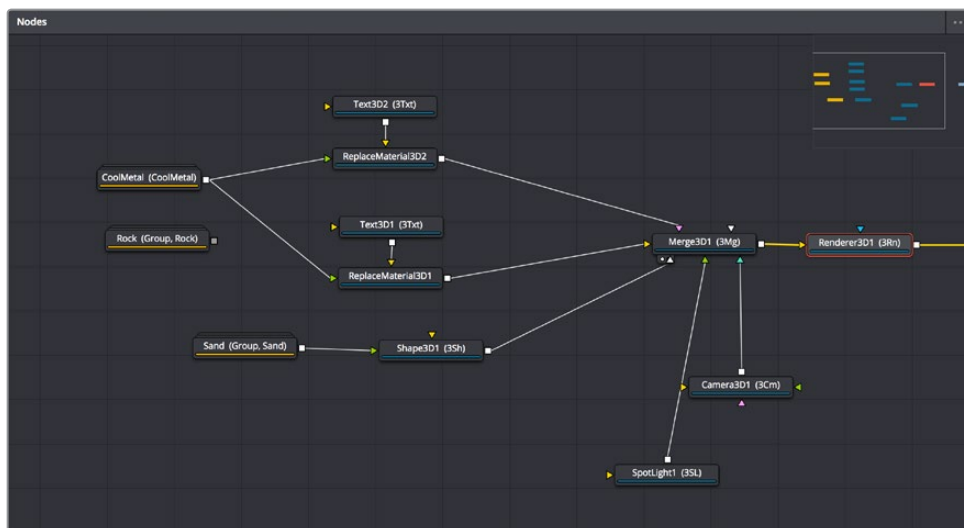 Nodes
Text3D2 (3Txt)
ReplaceMaterial3D2
CoolMetal (CoolMetal)
Text3D1 (3Txt)
Rock (Group, Rock)
Merge3D1 (3Mg)
Renderer3D1 (3Rn)
ReplaceMaterial3D1
Sand (Group, Sand)
Shape3D1 (3Sh)
Camera3D1 (3Cm)
SpotLight1 (3SL)